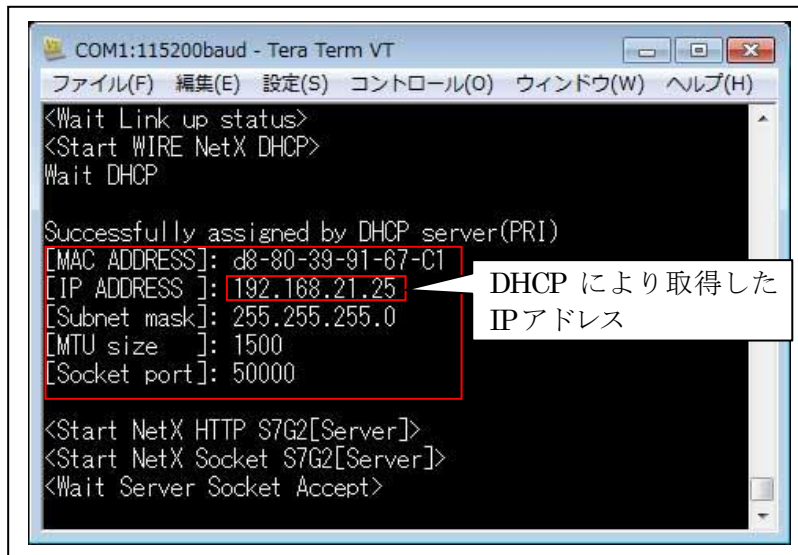 COM1:115200baud - Tera Term VT
ファイル(F) 編集(E) 設定(S) コントロール(O) ウィンドウ(W) ヘルプ(H)
<Wait Link up status>
<Start WIRE NetX DHCP>
Wait DHCP
Successfully assigned by DHCP server(PRI)
[MAC ADDRESS]: d8-80-39-91-67-C1
[IP ADDRESS ]: 192.168.21.25
[Subnet mask]: 255.255.255.0
[MTU size   ]: 1500
[Socket port]: 50000
DHCP により取得した
IPアドレス
<Start NetX HTTP S7G2[Server]>
<Start NetX Socket S7G2[Server]>
<Wait Server Socket Accept>